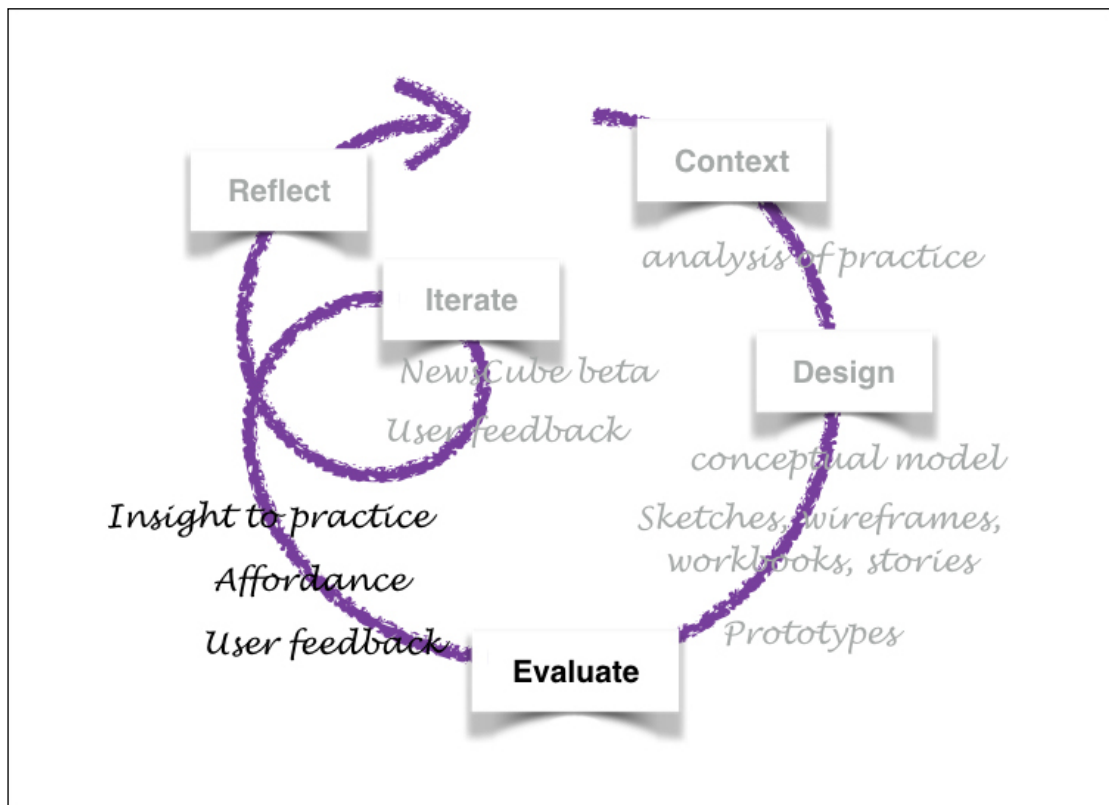 Context
Reflect
analysis of practice
Iterate
Design
NewsCube beta
User feedback
conceptual model
Insight to practice
Sketches, wireframes,
workbooks, stories
Affordance
Prototypes
User feedback
Evaluate